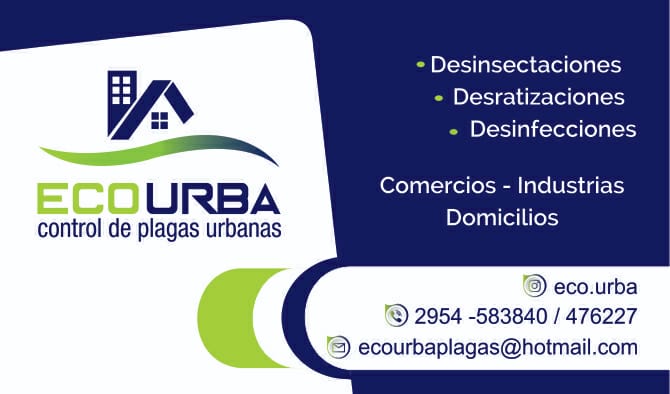 ECOURBA
control de plagas urbanas
• Desinsectaciones
• Desratizaciones
• Desinfecciones
Comercios - Industrias
Domicilios
eco.urba
2954 -583840 / 476227
ecourbaplagas@hotmail.com